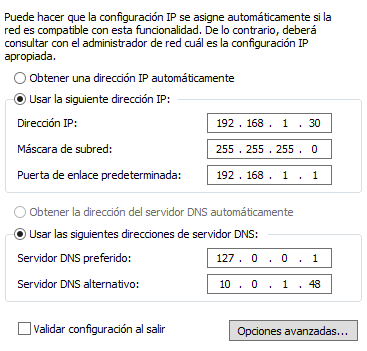 Puede hacer que la configuración IP se asigne automáticamente si la
red es compatible con esta funcionalidad. De lo contrario, deberá
consultar con el administrador de red cuál es la configuración IP
apropiada.
Obtener una dirección IP automáticamente
Usar la siguiente dirección IP:
Dirección IP: 192 . 168 . 1 . 30
Máscara de subred: 255 . 255 . 255 . 0
Puerta de enlace predeterminada: 192 . 168 . 1 . 1
Obtener la dirección del servidor DNS automáticamente
Usar las siguientes direcciones de servidor DNS:
Servidor DNS preferido: 127 . 0 . 0 . 1
Servidor DNS alternativo: 10 . 0 . 1 . 48
Validar configuración al salir
Opciones avanzadas...